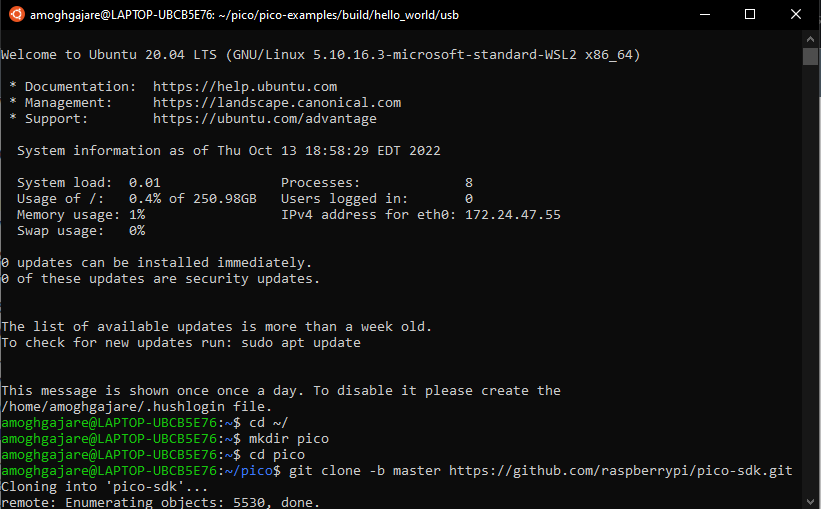 amoghgajare@LAPTOP-UBCB5E76: ~/pico/pico-examples/build/hello_world/usb
Welcome to Ubuntu 20.04 LTS (GNU/Linux 5.10.16.3-microsoft-standard-WSL2 x86_64)
* Documentation:  https://help.ubuntu.com
* Management:     https://landscape.canonical.com
* Support:        https://ubuntu.com/advantage
System information as of Thu Oct 13 18:58:29 EDT 2022
System load:  0.01               Processes:             8
Usage of /:   0.4% of 250.98GB   Users logged in:       0
Memory usage: 1%                 IPv4 address for eth0: 172.24.47.55
Swap usage:   0%
0 updates can be installed immediately.
0 of these updates are security updates.
The list of available updates is more than a week old.
To check for new updates run: sudo apt update
This message is shown once once a day. To disable it please create the
/home/amoghgajare/.hushlogin file.
amoghgajare@LAPTOP-UBCB5E76:~$ cd ~/
amoghgajare@LAPTOP-UBCB5E76:~$ mkdir pico
amoghgajare@LAPTOP-UBCB5E76:~$ cd pico
amoghgajare@LAPTOP-UBCB5E76:~/pico$ git clone -b master https://github.com/raspberrypi/pico-sdk.git
Cloning into 'pico-sdk'...
remote: Enumerating objects: 5530, done.